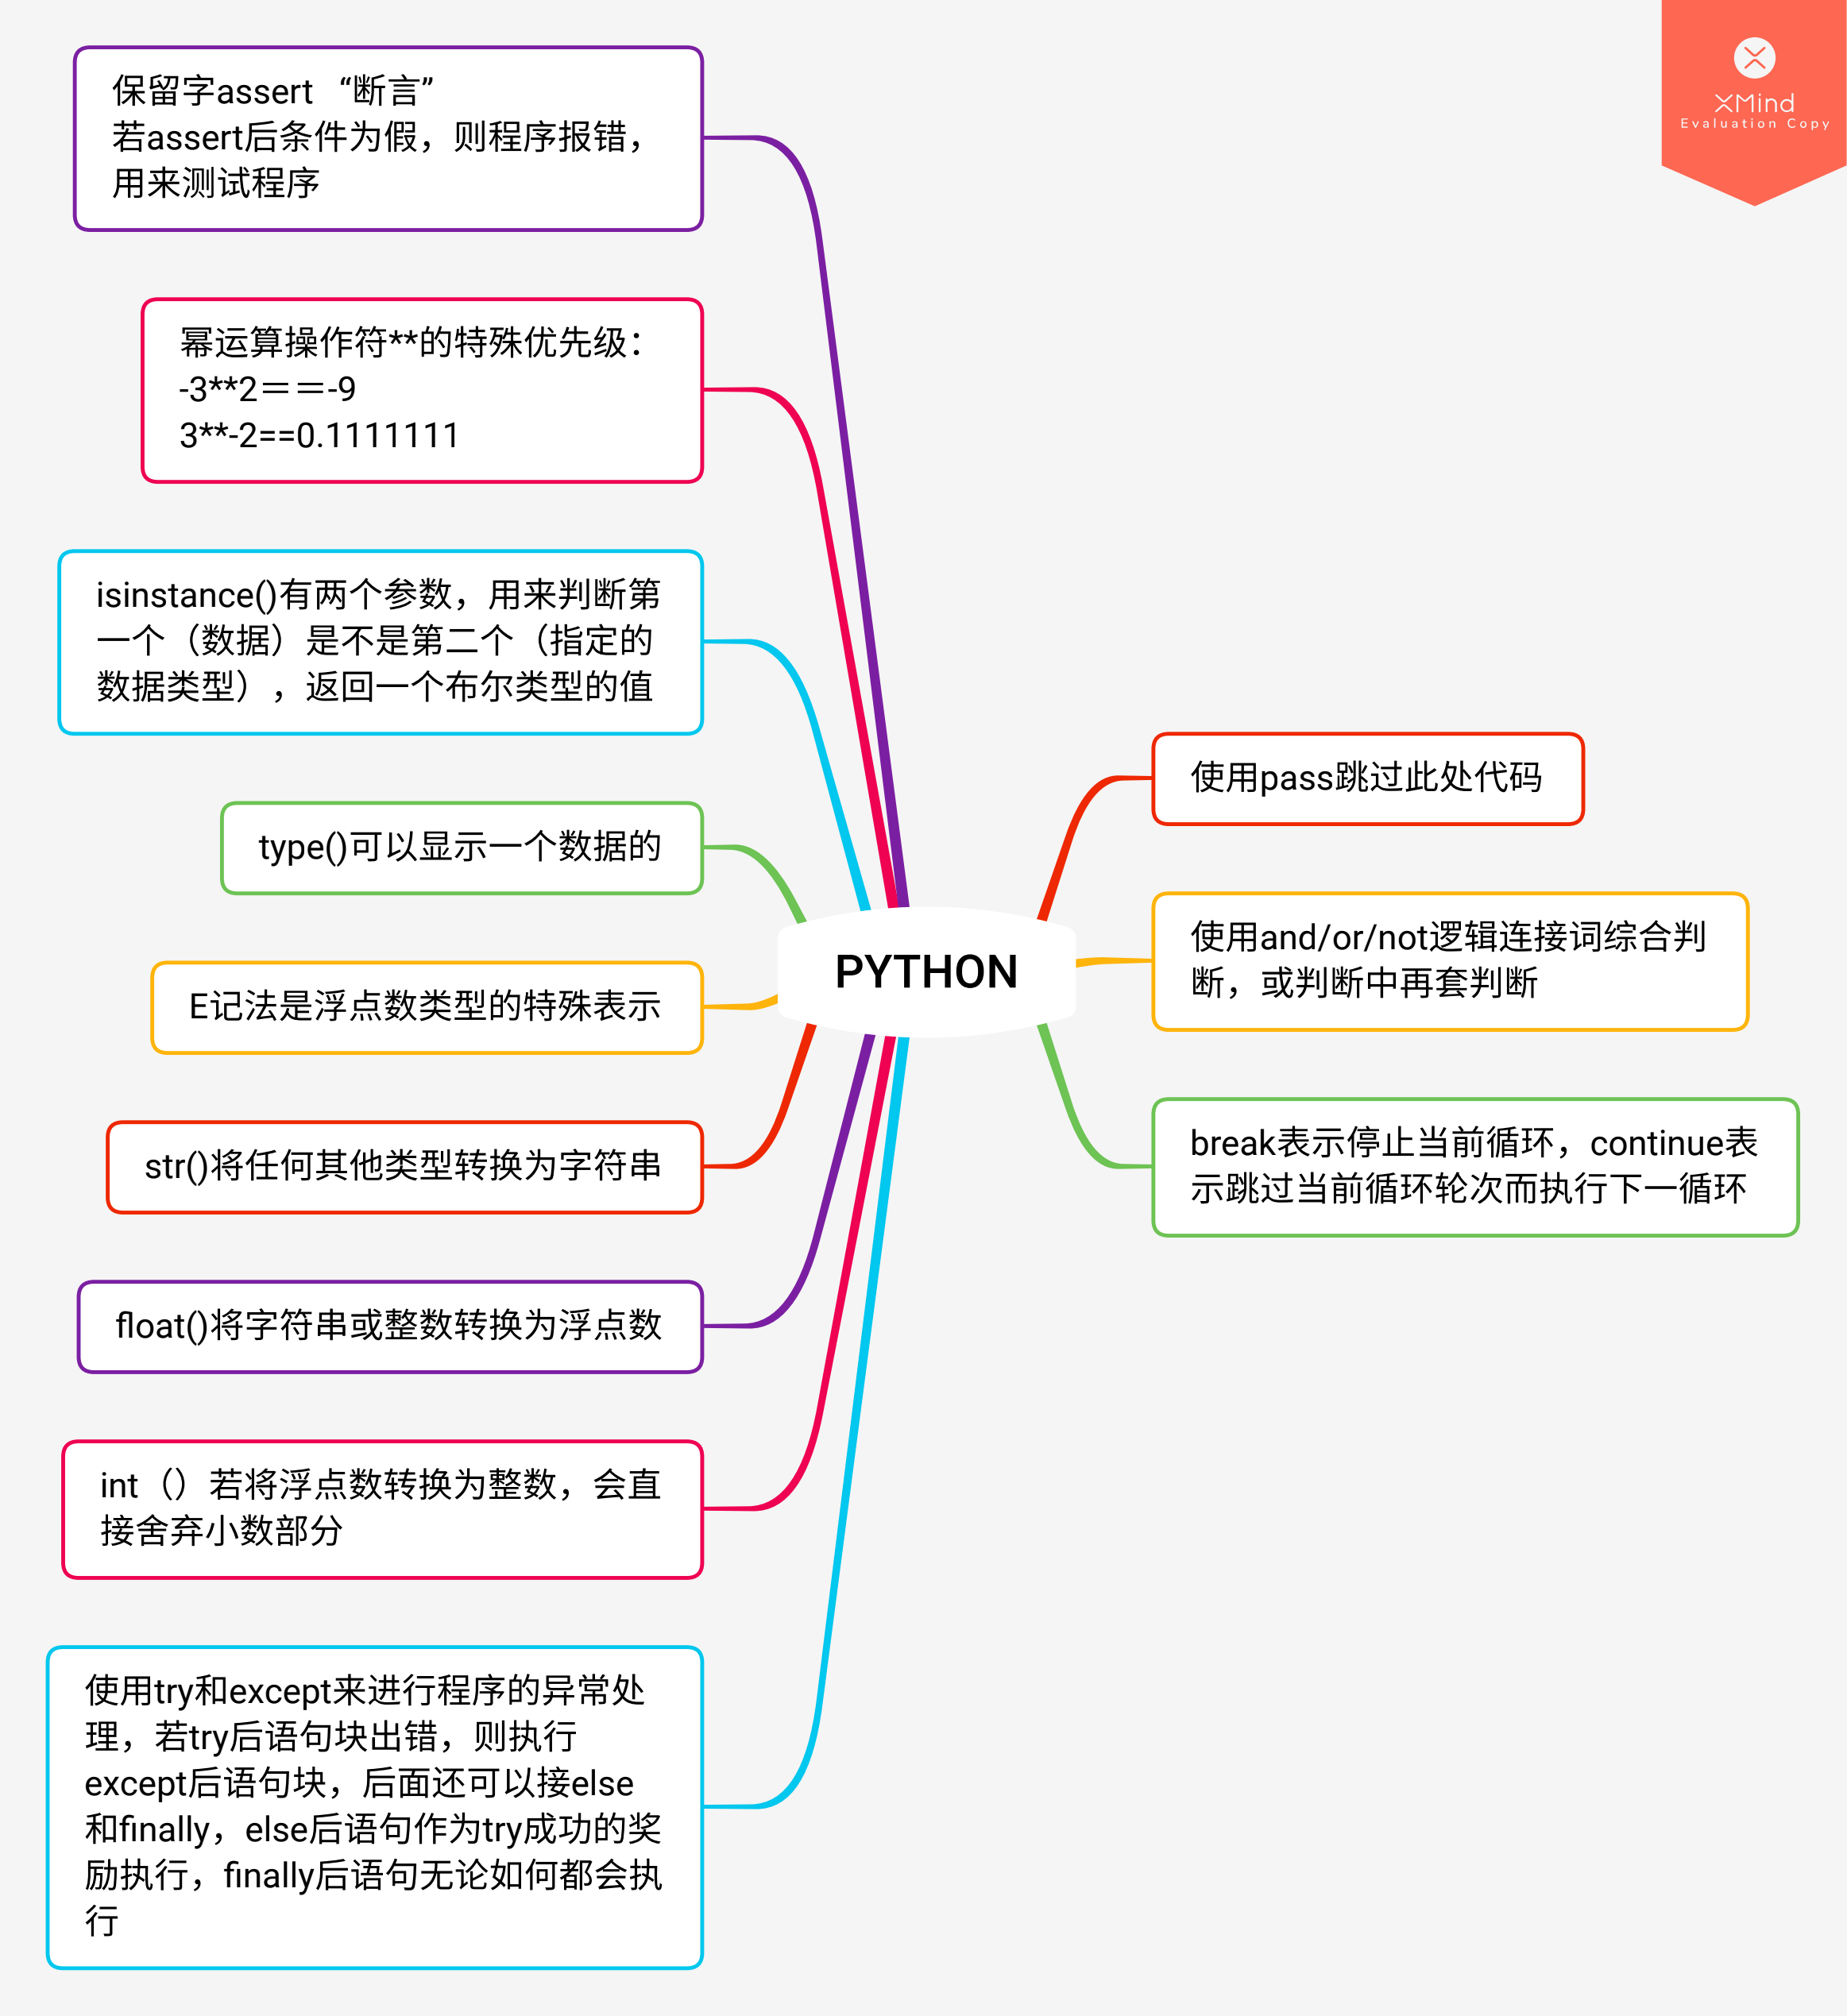 保留字assert “断言”
若assert后条件为假，则程序报错，
用来测试程序
幂运算操作符**的特殊优先级：
-3**2＝＝-9
3**-2==0.1111111
isinstance()有两个参数，用来判断第
一个（数据）是不是第二个（指定的
数据类型），返回一个布尔类型的值
type()可以显示一个数据的
E记法是浮点数类型的特殊表示
str()将任何其他类型转换为字符串
float()将字符串或整数转换为浮点数
int（）若将浮点数转换为整数，会直
接舍弃小数部分
使用try和except来进行程序的异常处
理，若try后语句块出错，则执行
except后语句块，后面还可以接else
和finally，else后语句作为try成功的奖
励执行，finally后语句无论如何都会执
行
PYTHON
使用pass跳过此处代码
使用and/or/not逻辑连接词综合判
断，或判断中再套判断
break表示停止当前循环，continue表
示跳过当前循环轮次而执行下一循环
XMind
Evaluation Copy